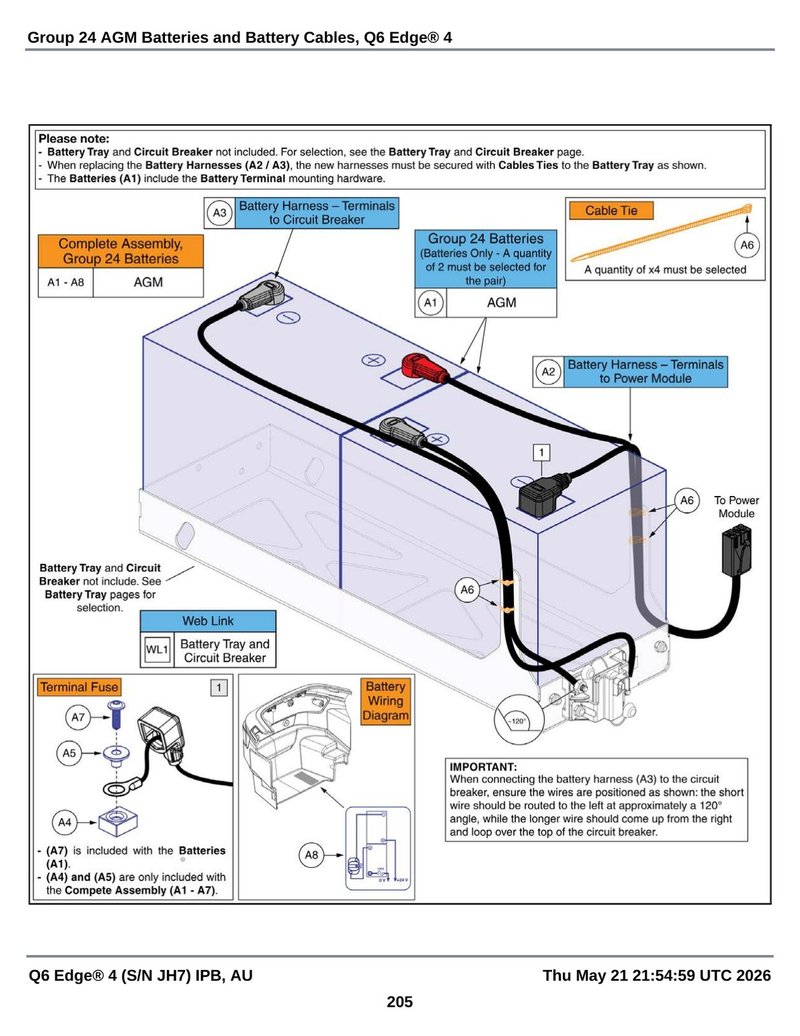 Group 24 AGM Batteries and Battery Cables, Q6 Edge® 4
Please note:
- Battery Tray and Circuit Breaker not included. For selection, see the Battery Tray and Circuit Breaker page.
- When replacing the Battery Harnesses (A2 / A3), the new harnesses must be secured with Cables Ties to the Battery Tray as shown.
- The Batteries (A1) include the Battery Terminal mounting hardware.
A3
Battery Harness – Terminals
to Circuit Breaker
Complete Assembly,
Group 24 Batteries
A1 - A8
AGM
Group 24 Batteries
(Batteries Only - A quantity
of 2 must be selected for
the pair)
A1
AGM
Cable Tie
A6
A quantity of x4 must be selected
A2
Battery Harness – Terminals
to Power Module
−
+
+
−
1
A6
To Power
Module
A6
Battery Tray and Circuit
Breaker not include. See
Battery Tray pages for
selection.
Web Link
WL1
Battery Tray and
Circuit Breaker
~120°
Terminal Fuse
1
A7
A5
A4
- (A7) is included with the Batteries
(A1).
- (A4) and (A5) are only included with
the Compete Assembly (A1 - A7).
Battery
Wiring
Diagram
A8
0 V
+24 V
IMPORTANT:
When connecting the battery harness (A3) to the circuit
breaker, ensure the wires are positioned as shown: the short
wire should be routed to the left at approximately a 120°
angle, while the longer wire should come up from the right
and loop over the top of the circuit breaker.
Q6 Edge® 4 (S/N JH7) IPB, AU
Thu May 21 21:54:59 UTC 2026
205